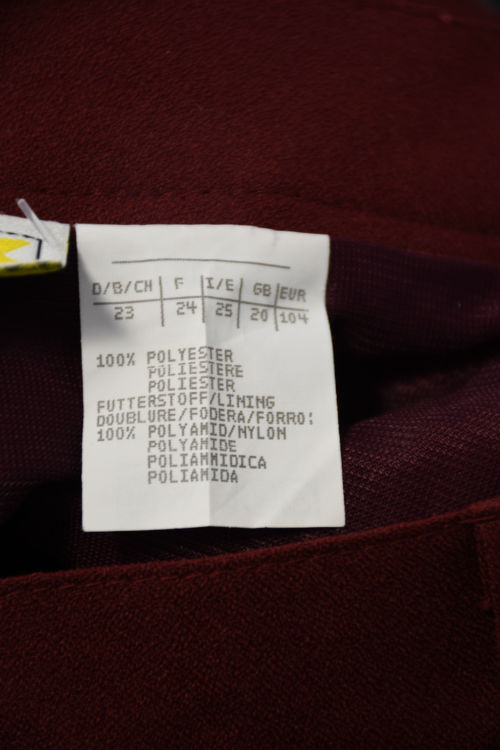 D/B/CH F I/E GB EUR
23 24 25 20 104
100% POLYESTER
POLIESTERE
POLIESTER
FUTTERSTOFF/LINING
DOUBLURE/FODERA/FORRO:
100% POLYAMID/NYLON
POLYAMIDE
POLIAMMIDICA
POLIAMIDA